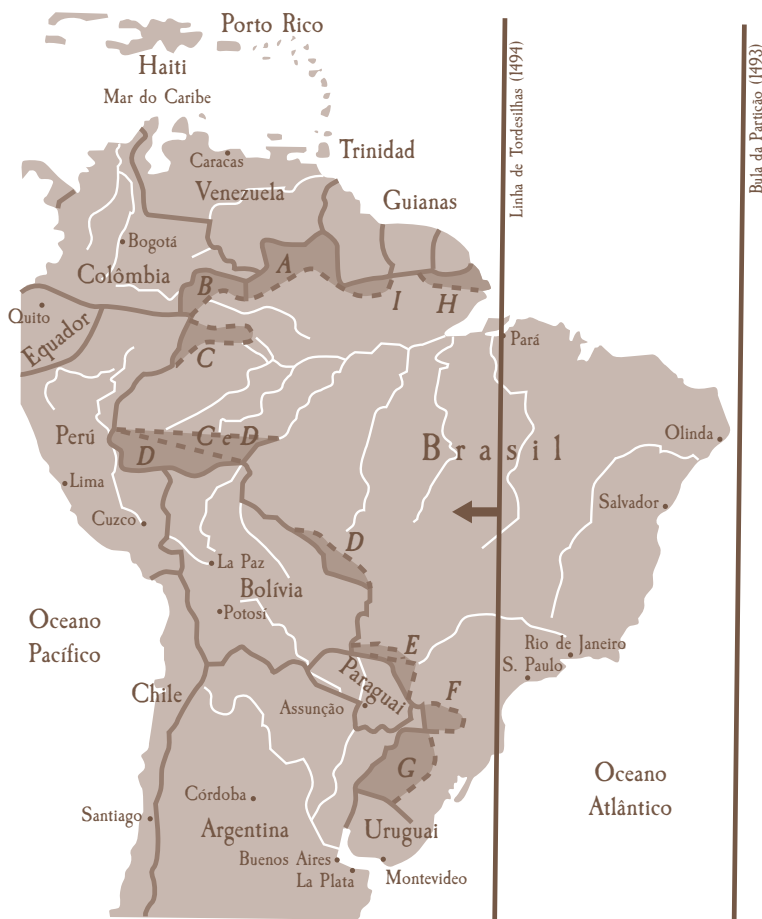 Porto Rico
Haiti
Mar do Caribe
Linha de Tordesilhas (1494)
Bula da Partição (1493)
Trinidad
Caracas
Venezuela
Guianas
Bogotá
Colômbia
A
B
I
H
Quito
Equador
C
Pará
Perú
C e D
D
Brasil
Olinda
Lima
Salvador
Cuzco
D
La Paz
Bolívia
Potosí
Oceano
Pacífico
E
Rio de Janeiro
S. Paulo
Paraguai
Chile
Assunção
F
G
Oceano
Atlântico
Córdoba
Santiago
Argentina
Uruguai
Buenos Aires
La Plata
Montevideo